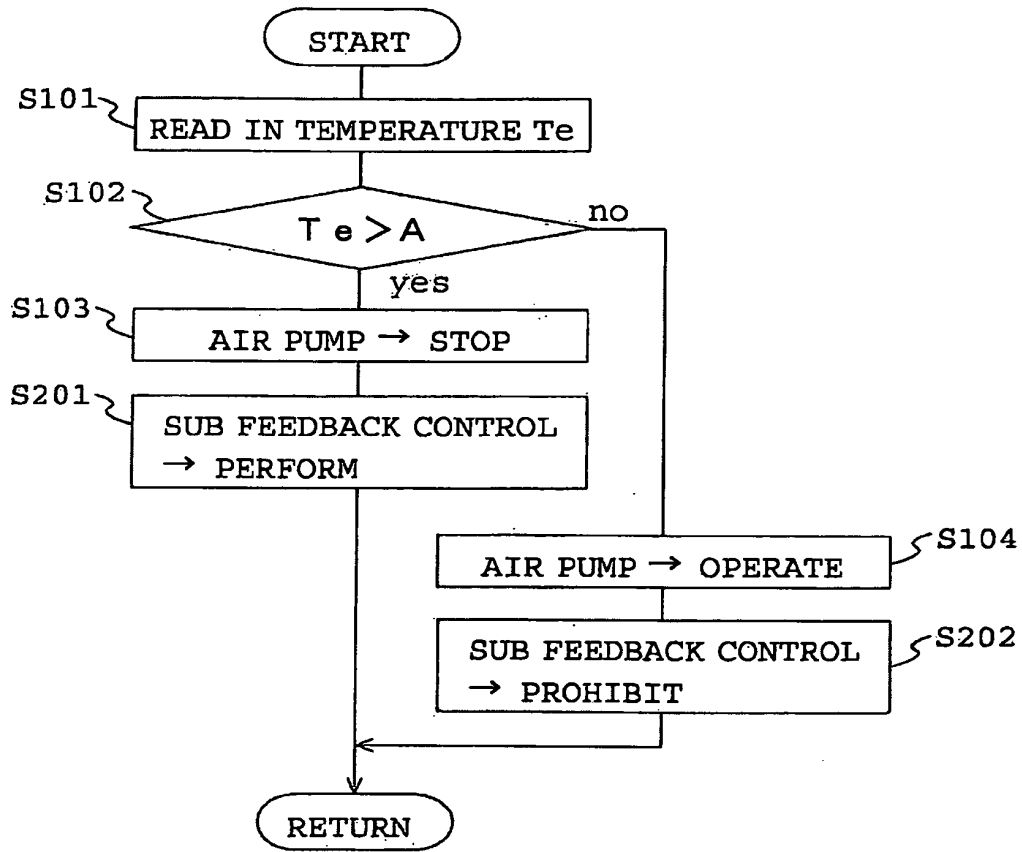 START
S101
READ IN TEMPERATURE Te
S102
Te>A
no
yes
S103
AIR PUMP → STOP
S201
SUB FEEDBACK CONTROL
→ PERFORM
S104
AIR PUMP → OPERATE
S202
SUB FEEDBACK CONTROL
→ PROHIBIT
RETURN